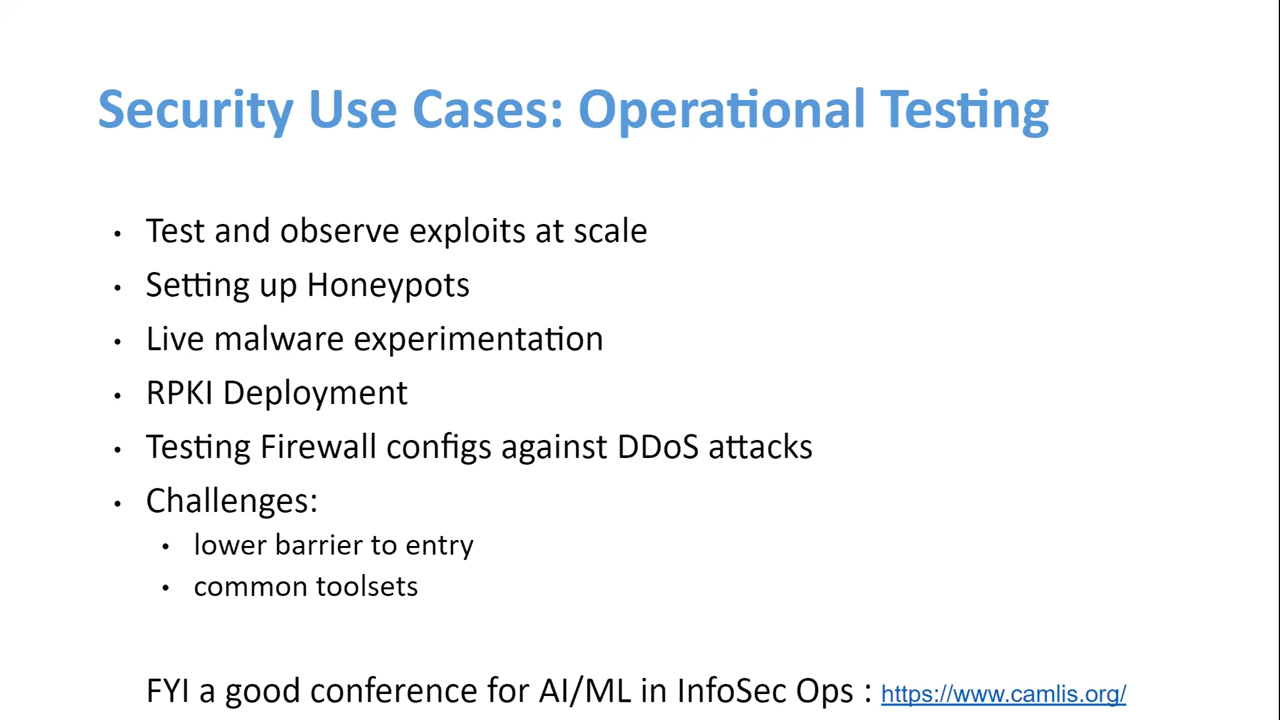 Security Use Cases: Operational Testing
• Test and observe exploits at scale
• Setting up Honeypots
• Live malware experimentation
• RPKI Deployment
• Testing Firewall configs against DDoS attacks
• Challenges:
• lower barrier to entry
• common toolsets
FYI a good conference for AI/ML in InfoSec Ops : https://www.camlis.org/